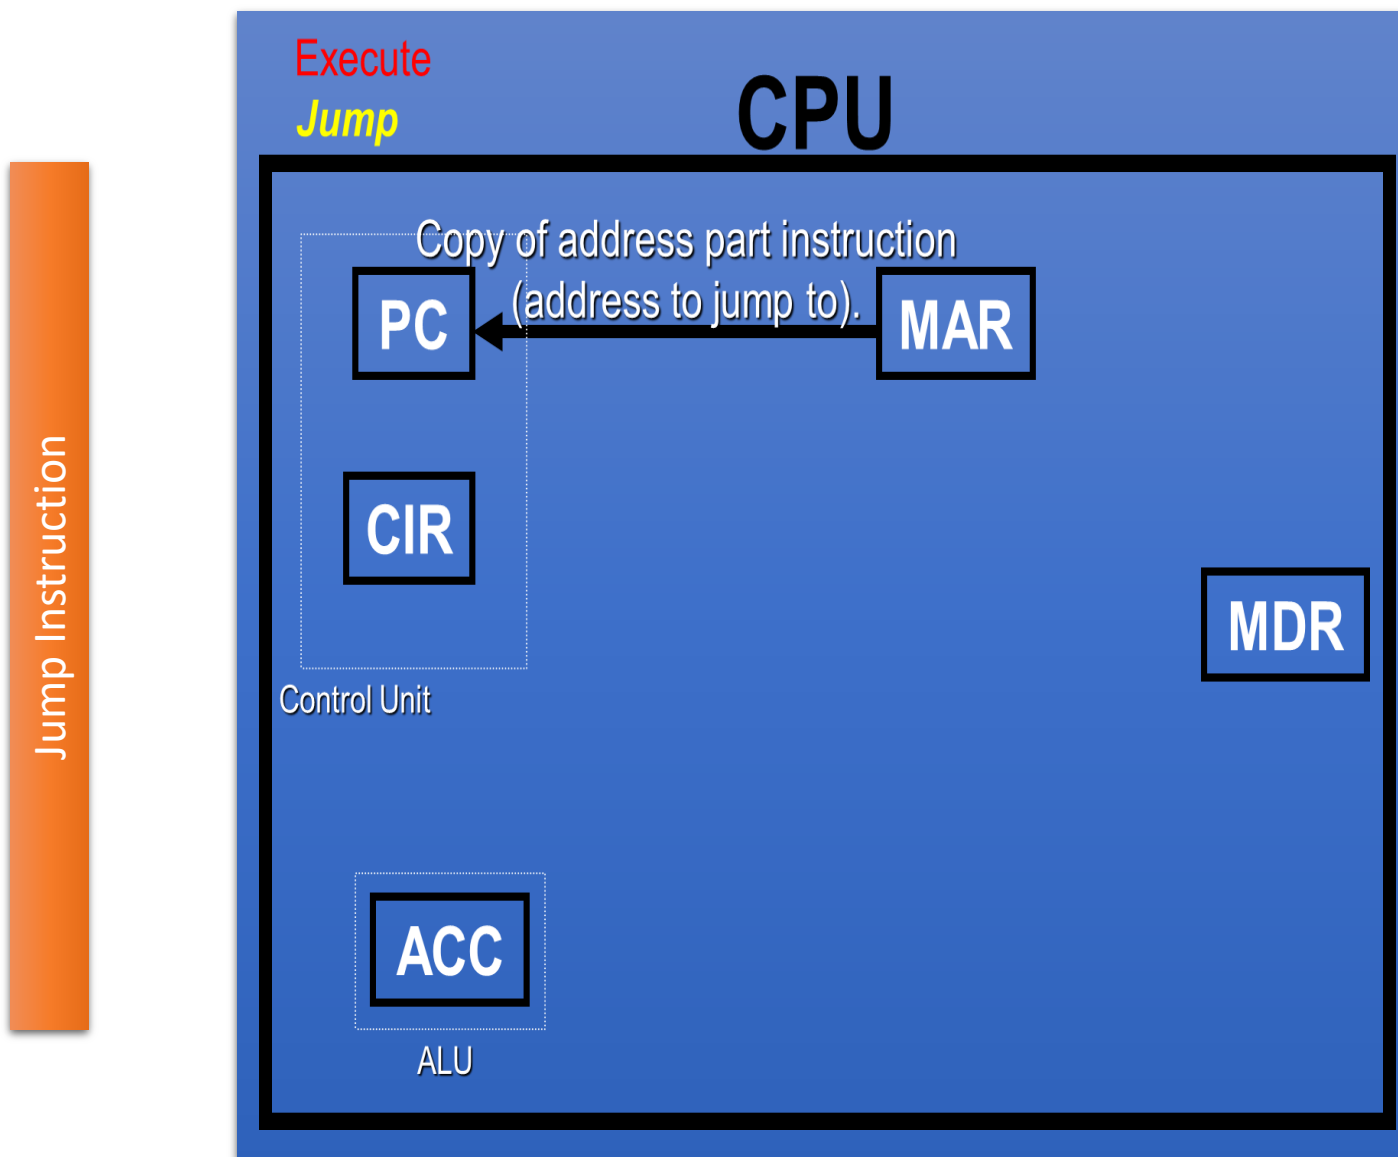 Jump Instruction
Execute
Jump
CPU
Copy of address part instruction
(address to jump to).
PC
MAR
CIR
MDR
Control Unit
ACC
ALU